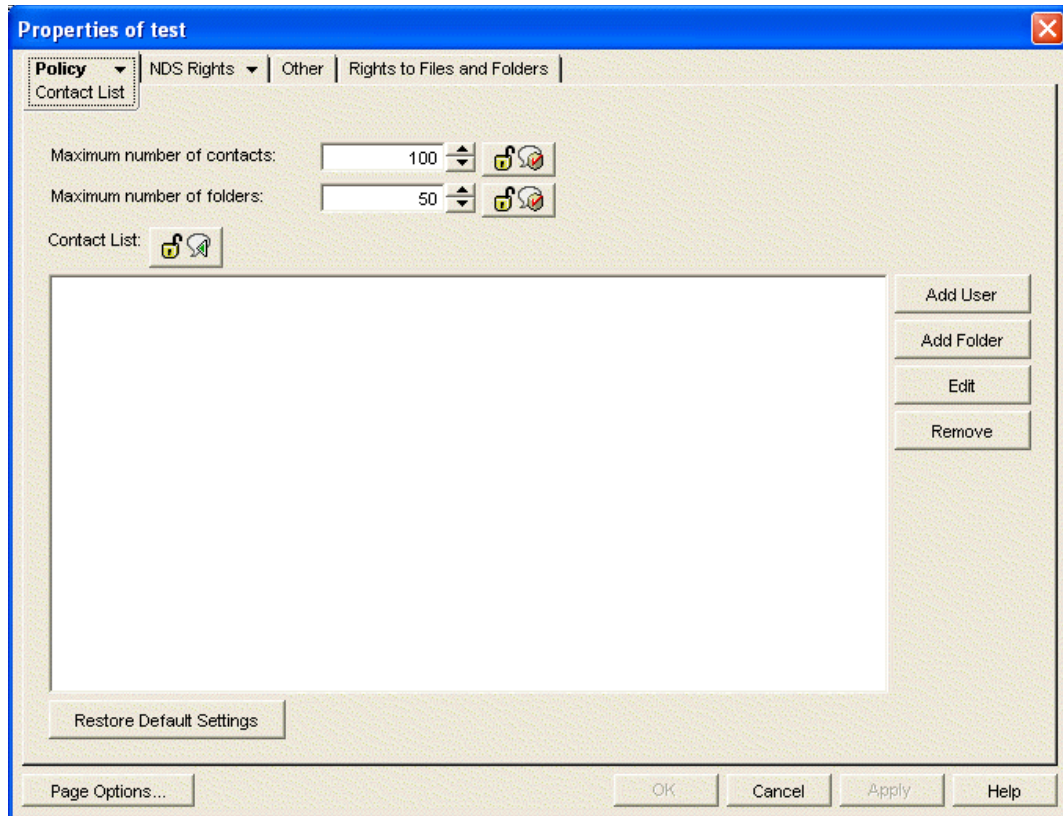 Properties of test
Policy NDS Rights Other Rights to Files and Folders
Contact List
Maximum number of contacts: 100
Maximum number of folders: 50
Contact List:
Add User
Add Folder
Edit
Remove
Restore Default Settings
Page Options... OK Cancel Apply Help